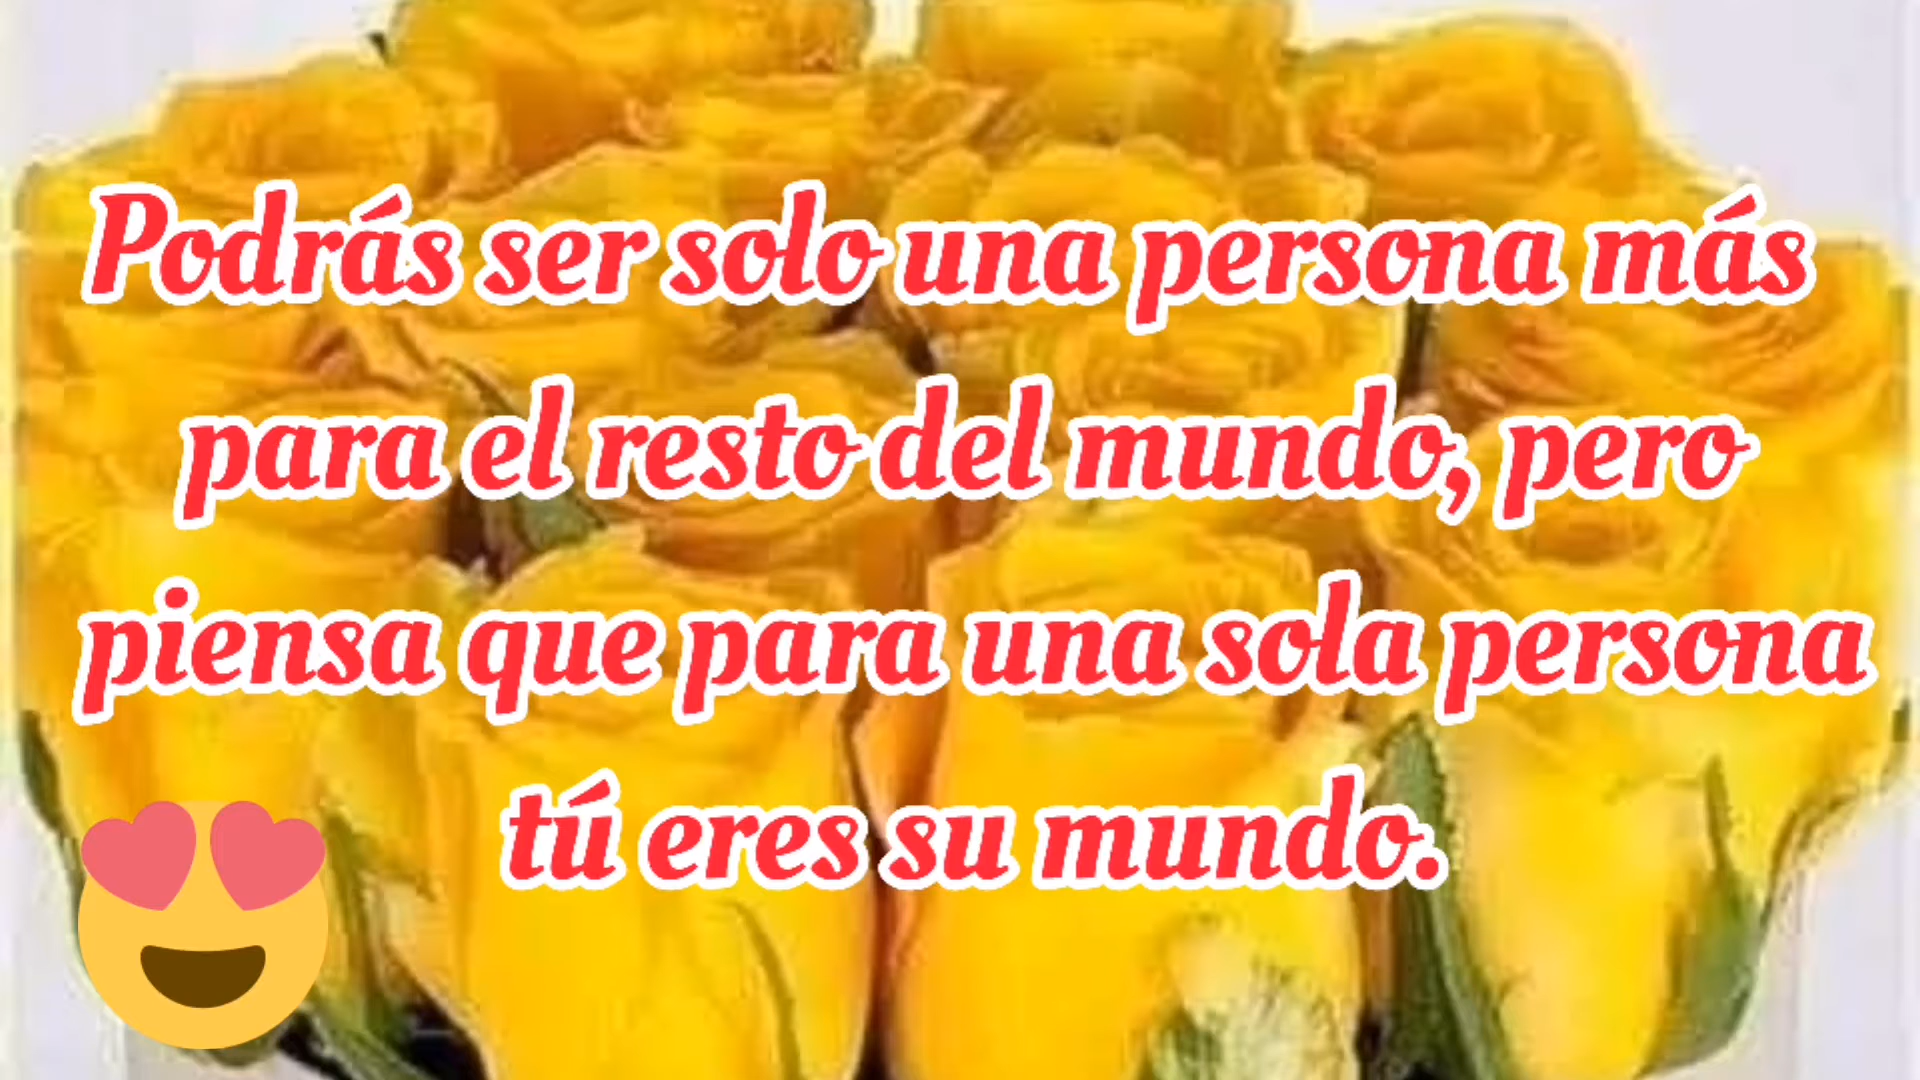 Podrás ser solo una persona más
para el resto del mundo, pero
piensa que para una sola persona
tú eres su mundo.